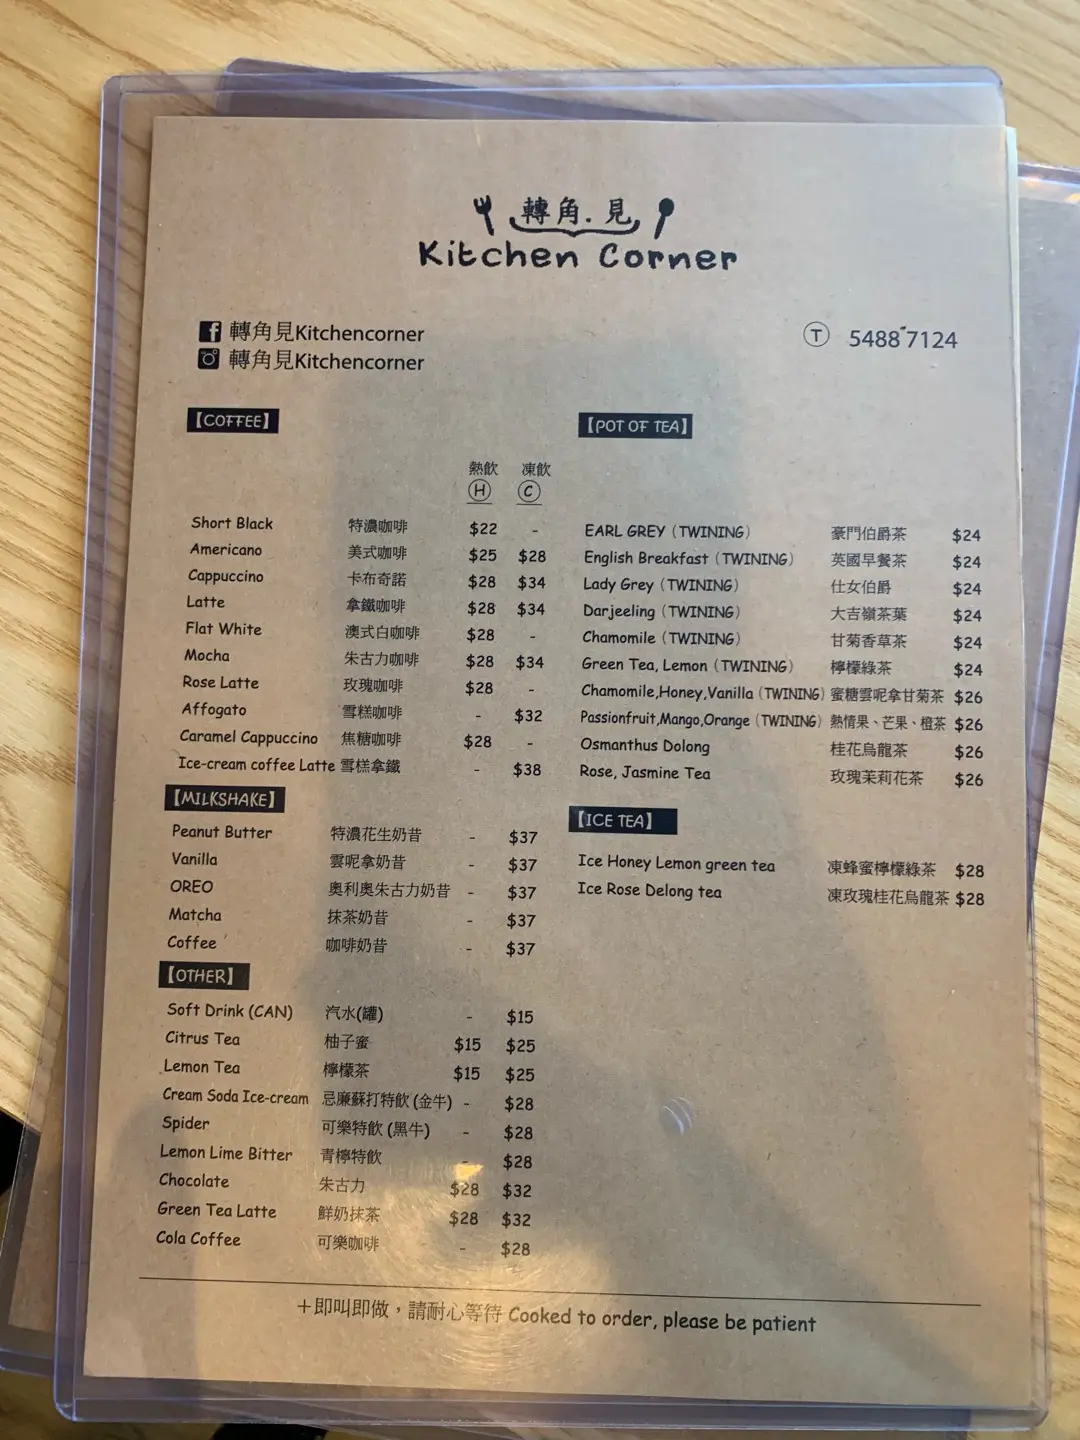 轉角.見
Kitchen Corner
轉角見Kitchencorner
轉角見Kitchencorner
T 5488 7124
【COFFEE】
熱飲 凍飲
H C
Short Black 特濃咖啡 $22 -
Americano 美式咖啡 $25 $28
Cappuccino 卡布奇諾 $28 $34
Latte 拿鐵咖啡 $28 $34
Flat White 澳式白咖啡 $28 -
Mocha 朱古力咖啡 $28 $34
Rose Latte 玫瑰咖啡 $28 -
Affogato 雪糕咖啡 - $32
Caramel Cappuccino 焦糖咖啡 $28 -
Ice-cream coffee Latte 雪糕拿鐵 - $38
【MILKSHAKE】
Peanut Butter 特濃花生奶昔 - $37
Vanilla 雲呢拿奶昔 - $37
OREO 奧利奧朱古力奶昔 - $37
Matcha 抹茶奶昔 - $37
Coffee 咖啡奶昔 - $37
【OTHER】
Soft Drink (CAN) 汽水(罐) - $15
Citrus Tea 柚子蜜 $15 $25
Lemon Tea 檸檬茶 $15 $25
Cream Soda Ice-cream 忌廉蘇打特飲 (金牛) - $28
Spider 可樂特飲 (黑牛) - $28
Lemon Lime Bitter 青檸特飲 - $28
Chocolate 朱古力 $28 $32
Green Tea Latte 鮮奶抹茶 $28 $32
Cola Coffee 可樂咖啡 - $28
【POT OF TEA】
EARL GREY (TWINING) 豪門伯爵茶 $24
English Breakfast (TWINING) 英國早餐茶 $24
Lady Grey (TWINING) 仕女伯爵 $24
Darjeeling (TWINING) 大吉嶺茶葉 $24
Chamomile (TWINING) 甘菊香草茶 $24
Green Tea, Lemon (TWINING) 檸檬綠茶 $24
Chamomile,Honey,Vanilla (TWINING) 蜜糖雲呢拿甘菊茶 $26
Passionfruit,Mango,Orange (TWINING) 熱情果、芒果、橙茶 $26
Osmanthus Oolong 桂花烏龍茶 $26
Rose, Jasmine Tea 玫瑰茉莉花茶 $26
【ICE TEA】
Ice Honey Lemon green tea 凍蜂蜜檸檬綠茶 $28
Ice Rose Delong tea 凍玫瑰桂花烏龍茶 $28
＋即叫即做，請耐心等待 Cooked to order, please be patient